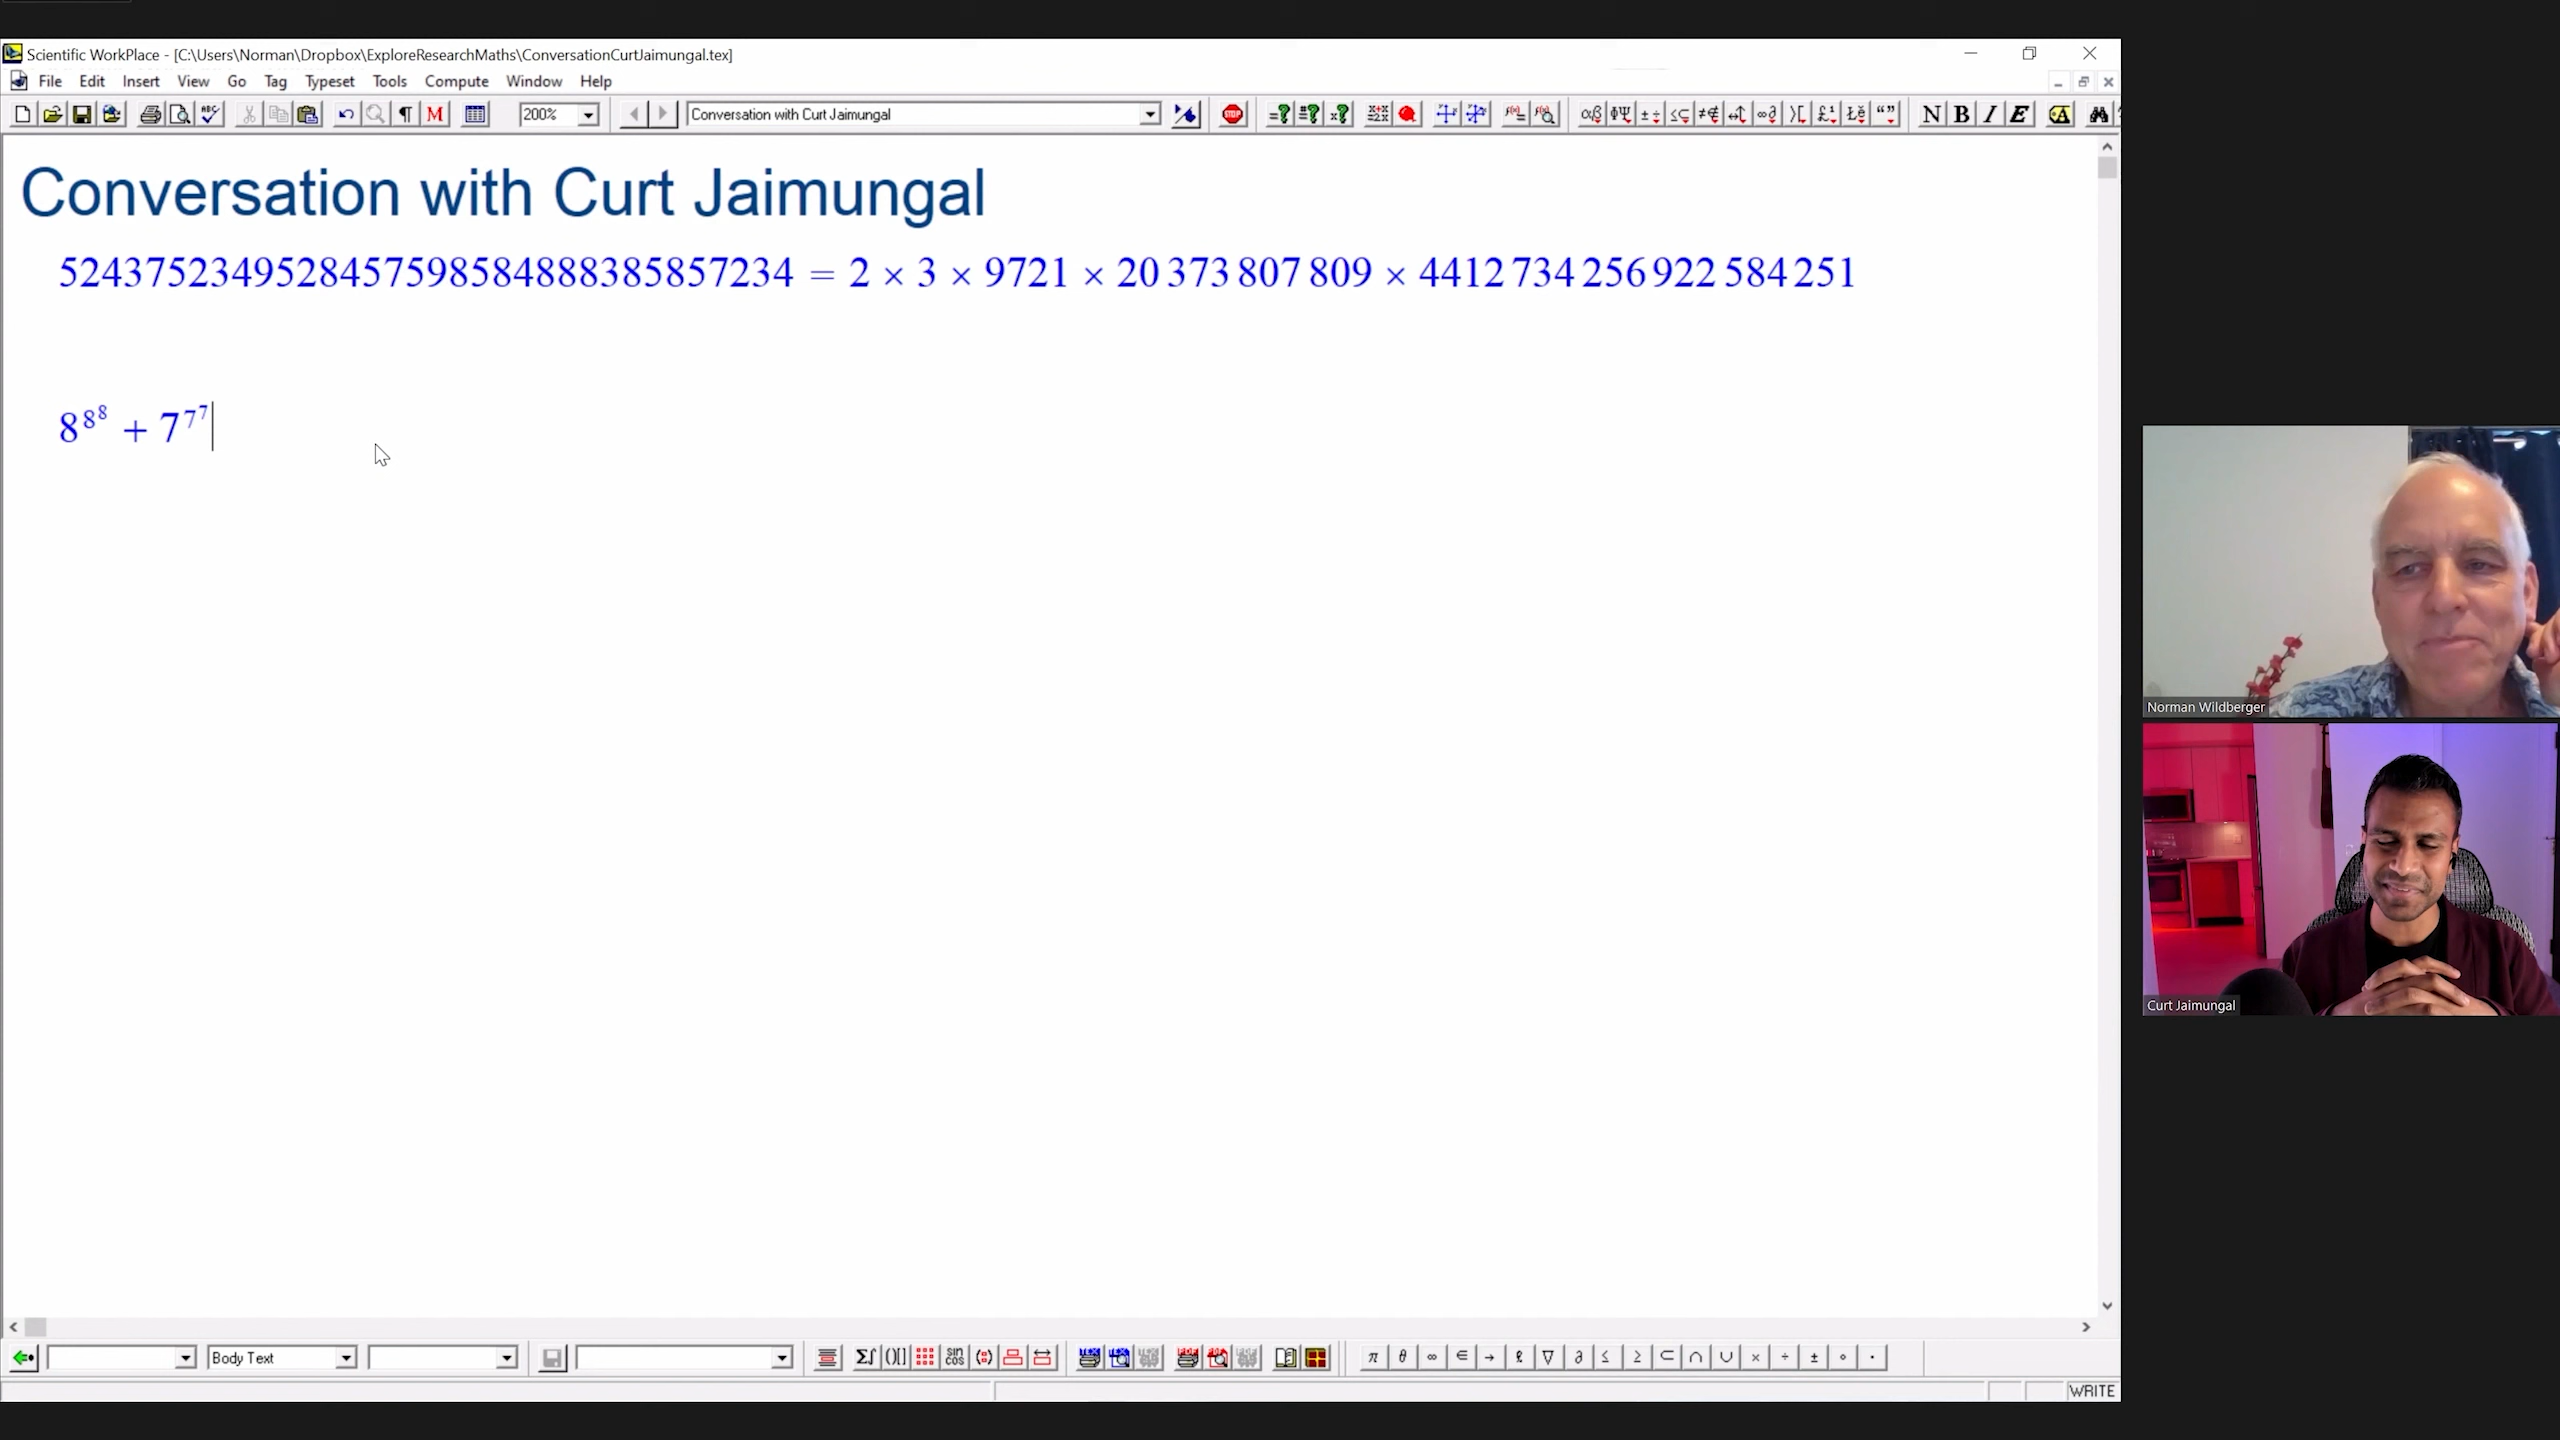 Scientific WorkPlace - [C:\Users\Norman\Dropbox\ExploreResearchMaths\ConversationCurtJaimungal.tex]
File Edit Insert View Go Tag Typeset Tools Compute Window Help
200% Conversation with Curt Jaimungal N B I E
Conversation with Curt Jaimungal
5243752349528457598584888385857234 = 2 × 3 × 9721 × 20 373 807 809 × 4412 734 256 922 584 251
8^{8^8} + 7^{7^7}
Norman Wildberger
Curt Jaimungal
Body Text π θ ∞ ∈ → ℓ ∇ ∂ ≤ ≥ ⊂ ∩ ∪ × ÷ ± ∘ ·
WRITE